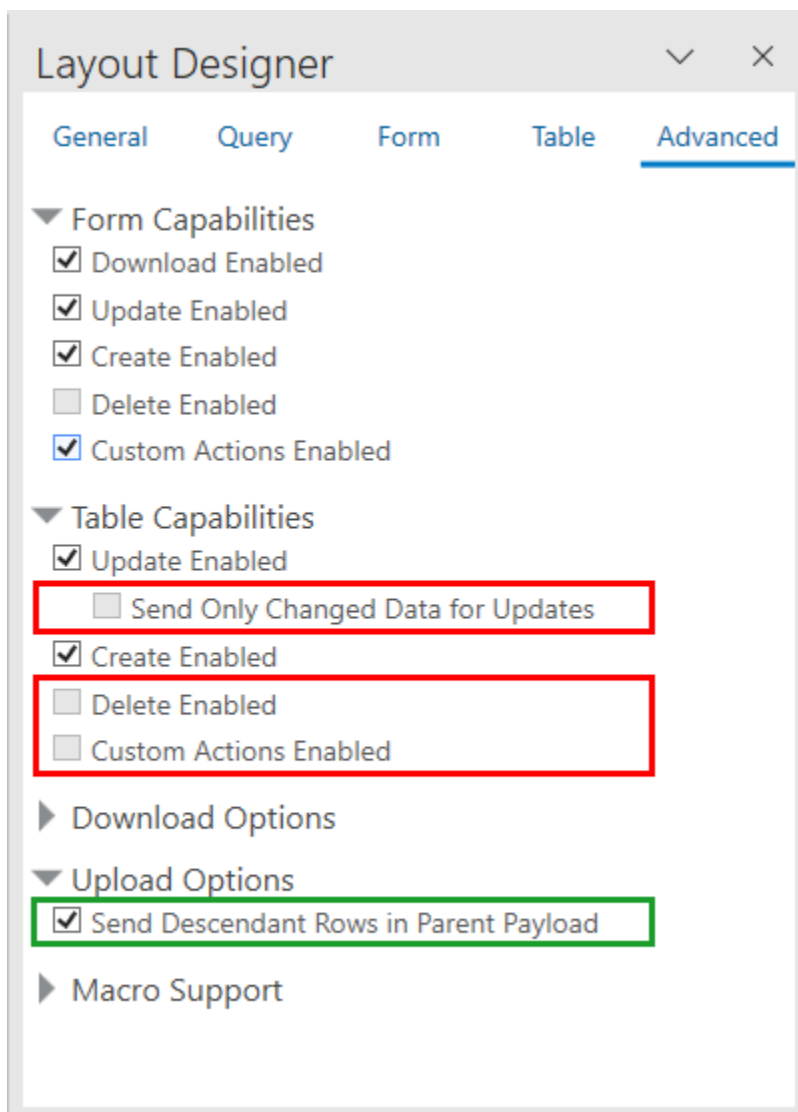 Layout Designer
General Query Form Table Advanced
Form Capabilities
Download Enabled
Update Enabled
Create Enabled
Delete Enabled
Custom Actions Enabled
Table Capabilities
Update Enabled
Send Only Changed Data for Updates
Create Enabled
Delete Enabled
Custom Actions Enabled
Download Options
Upload Options
Send Descendant Rows in Parent Payload
Macro Support